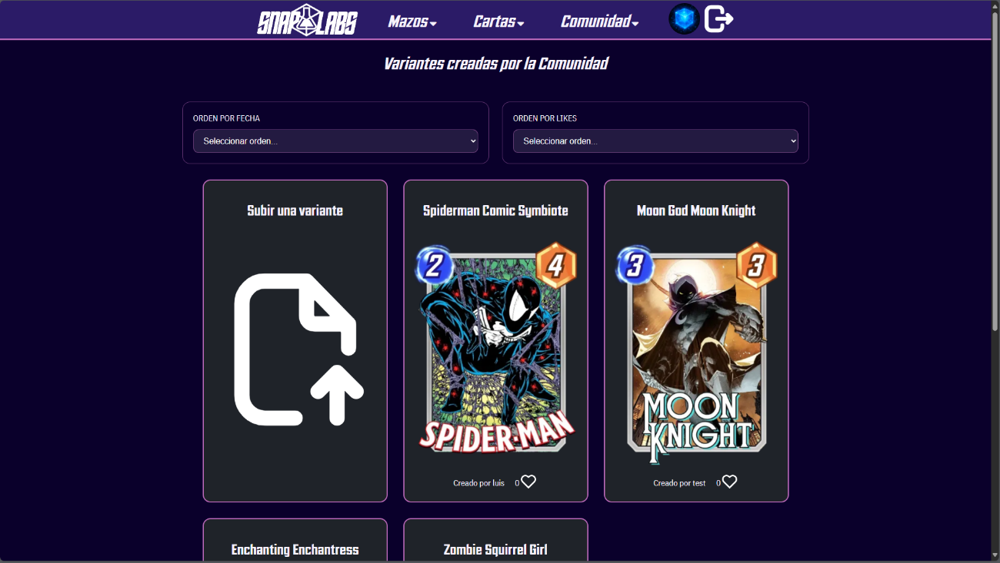 SNAP LABS
Mazos
Cartas
Comunidad
Variantes creadas por la Comunidad
ORDEN POR FECHA
Seleccionar orden...
ORDEN POR LIKES
Seleccionar orden...
Subir una variante
Spiderman Comic Symbiote
2
4
SPIDER-MAN
Creado por luis
0
Moon God Moon Knight
3
3
MOON
KNIGHT
Creado por test
0
Enchanting Enchantress
Zombie Squirrel Girl